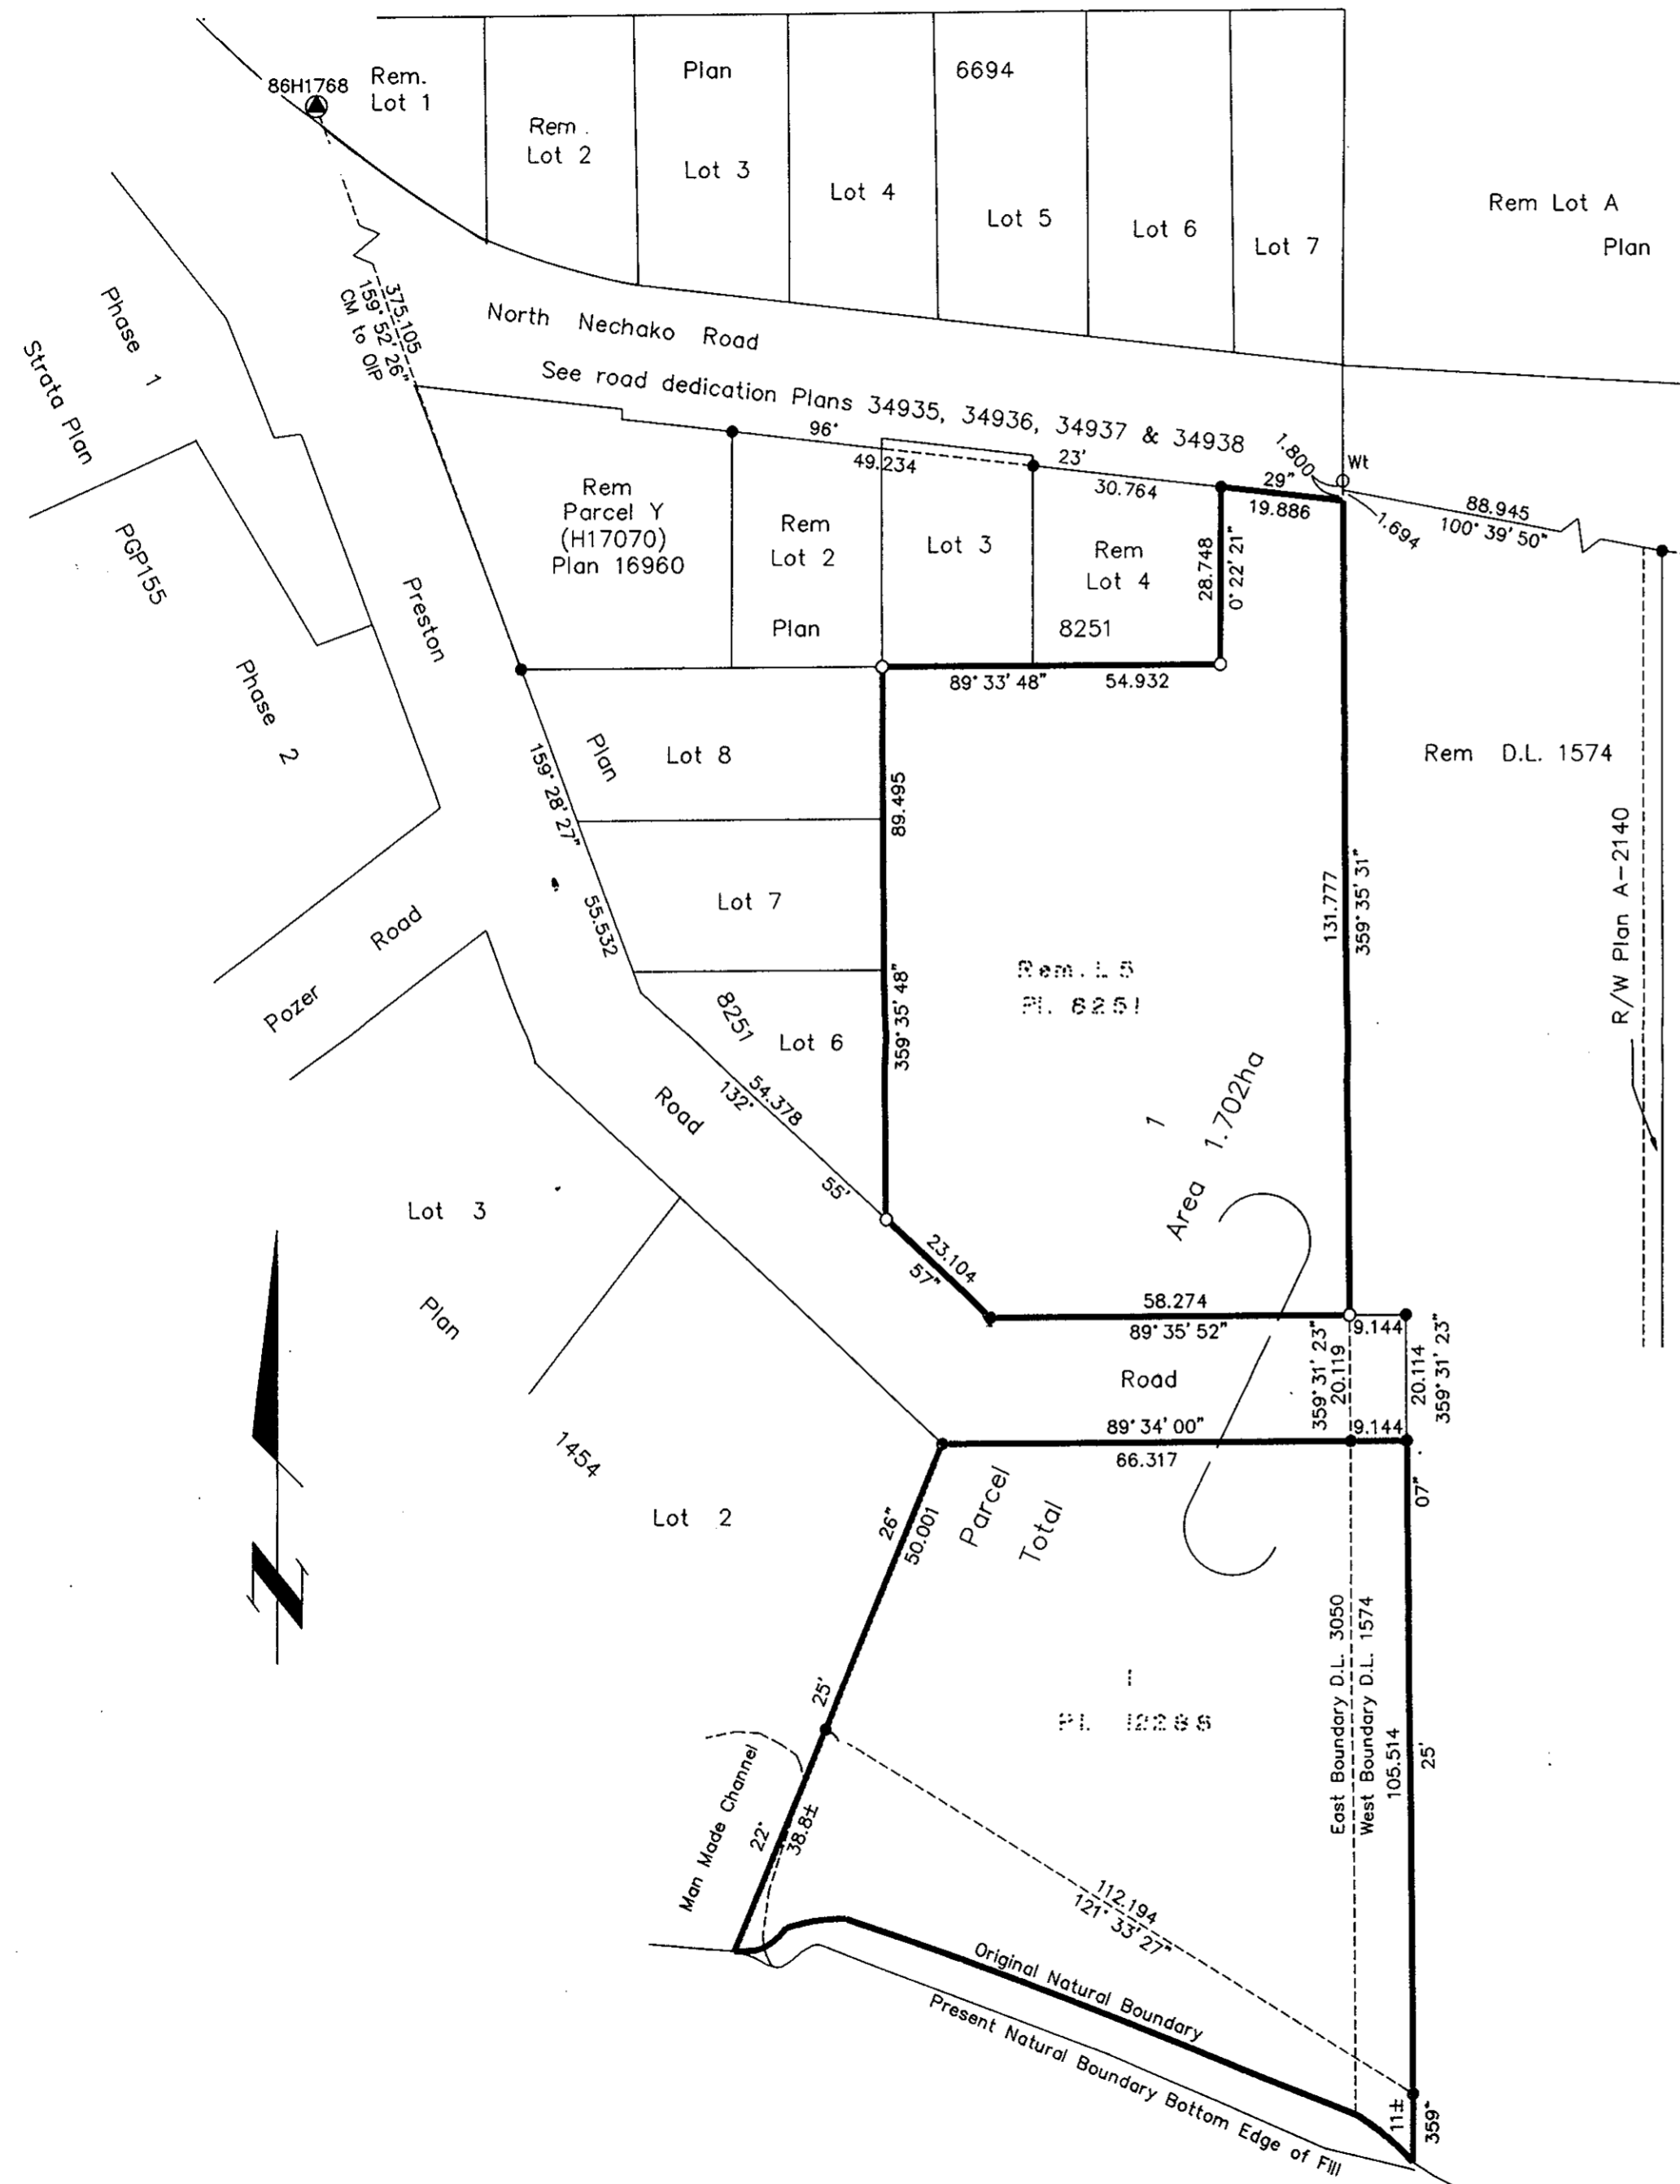 86H1768
Rem.
Lot 1
Rem.
Lot 2
Plan
Lot 3
Lot 4
6694
Lot 5
Lot 6
Lot 7
Rem Lot A
Plan
North Nechako Road
See road dedication Plans 34935, 34936, 34937 & 34938
375.105
159° 52' 26"
CM to OIP
Phase 1
Strata Plan
PGP155
Phase 2
Preston
96°
49.234
23'
30.764
29"
19.886
1.800
Wt
1.694
88.945
100° 39' 50"
Rem
Parcel Y
(H17070)
Plan 16960
Rem
Lot 2
Plan
Lot 3
Rem
Lot 4
8251
28.748
0° 22' 21"
89° 33' 48"
54.932
Plan
Lot 8
159° 28' 27"
55.532
Lot 7
8251
Lot 6
89.495
359° 35' 48"
131.777
359° 35' 31"
Rem D.L. 1574
R/W Plan A-2140
Rem. L 5
Pl. 8251
Pozer Road
Road
54.378
132°
55'
23.104
57"
1
Area 1.702ha
Lot 3
Plan
1454
Lot 2
58.274
89° 35' 52"
9.144
359° 31' 23"
20.119
20.114
359° 31' 23"
Road
89° 34' 00"
66.317
9.144
07"
26"
50.001
Parcel
Total
25'
1
Pl. 12288
East Boundary D.L. 3050
West Boundary D.L. 1574
105.514
25'
Man Made Channel
22°
38.8±
112.194
121° 33' 27"
Original Natural Boundary
Present Natural Boundary Bottom Edge of Fill
11±
359°
N